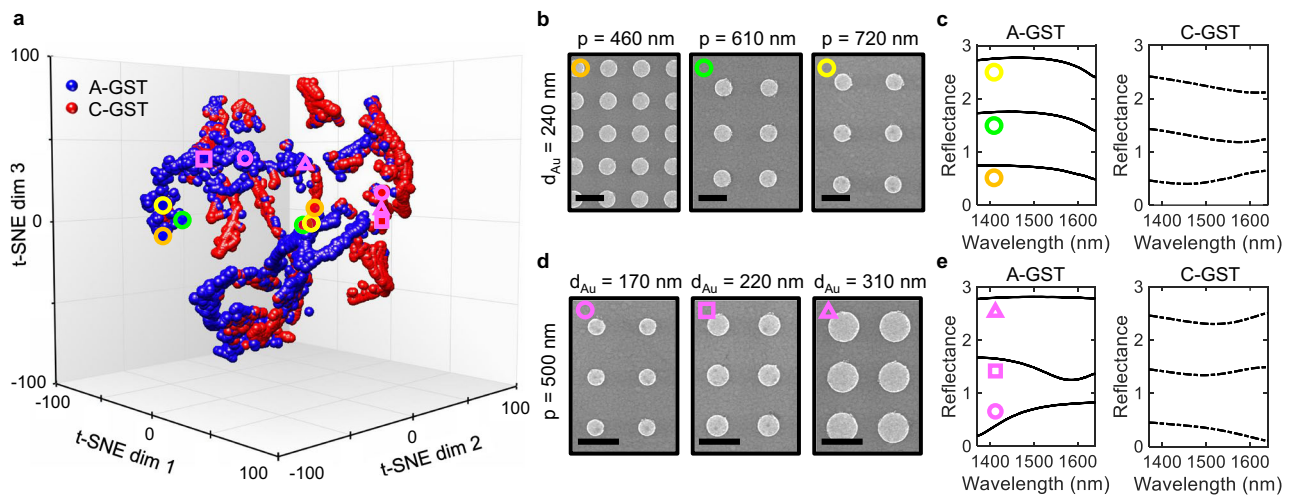 a
100
0
-100
t-SNE dim 3
A-GST
C-GST
-100
0
100
t-SNE dim 1
-100
0
100
t-SNE dim 2
b
p = 460 nm
p = 610 nm
p = 720 nm
dAu = 240 nm
c
A-GST
C-GST
3
2
1
0
Reflectance
1400 1500 1600
Wavelength (nm)
3
2
1
0
Reflectance
1400 1500 1600
Wavelength (nm)
d
dAu = 170 nm
dAu = 220 nm
dAu = 310 nm
p = 500 nm
e
A-GST
C-GST
3
2
1
0
Reflectance
1400 1500 1600
Wavelength (nm)
3
2
1
0
Reflectance
1400 1500 1600
Wavelength (nm)